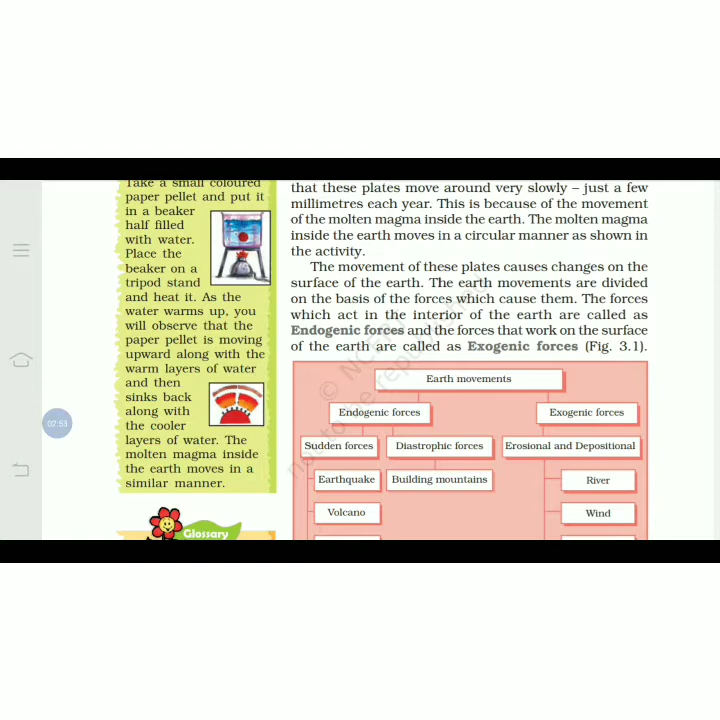 Take a small coloured
paper pellet and put it
in a beaker
half filled
with water.
Place the
beaker on a
tripod stand
and heat it. As the
water warms up, you
will observe that the
paper pellet is moving
upward along with the
warm layers of water
and then
sinks back
along with
the cooler
layers of water. The
molten magma inside
the earth moves in a
similar manner.
Glossary
that these plates move around very slowly – just a few
millimetres each year. This is because of the movement
of the molten magma inside the earth. The molten magma
inside the earth moves in a circular manner as shown in
the activity.
The movement of these plates causes changes on the
surface of the earth. The earth movements are divided
on the basis of the forces which cause them. The forces
which act in the interior of the earth are called as
Endogenic forces and the forces that work on the surface
of the earth are called as Exogenic forces (Fig. 3.1).
Earth movements
Endogenic forces
Exogenic forces
Sudden forces
Diastrophic forces
Erosional and Depositional
Earthquake
Building mountains
River
Volcano
Wind
© NCERT
not to be republished
07:53